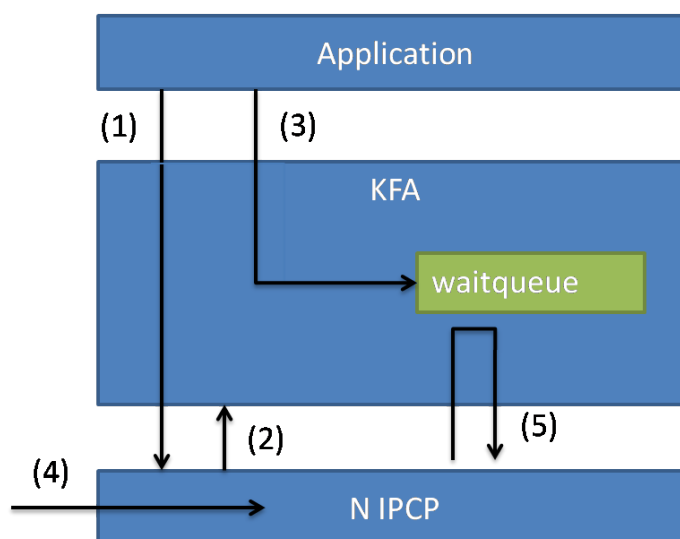 Application
(1)
(3)
KFA
waitqueue
(2)
(5)
(4)
N IPCP